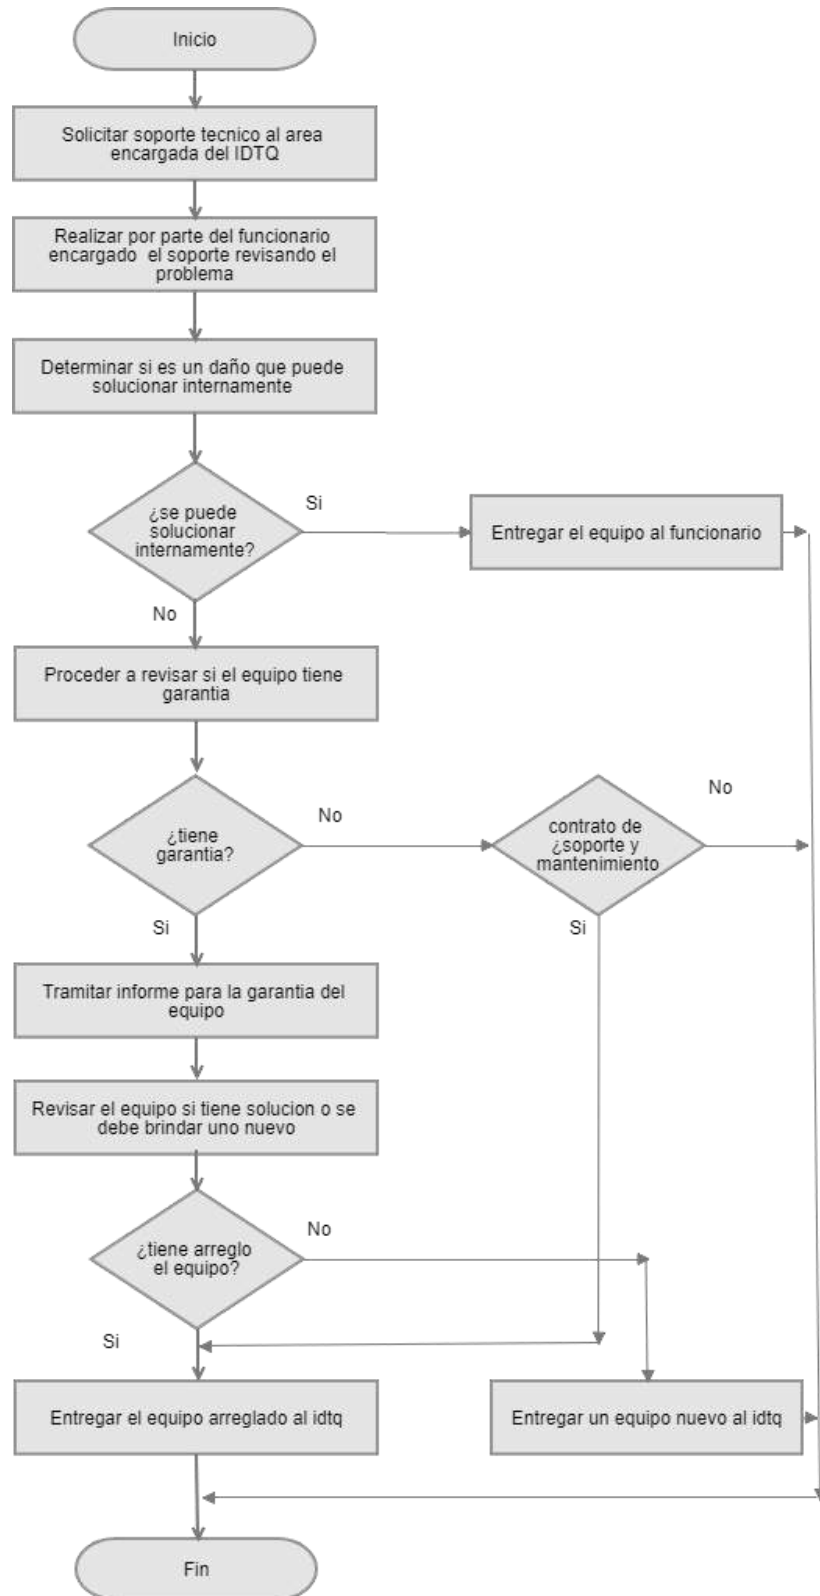 Inicio
Solicitar soporte tecnico al area
encargada del IDTQ
Realizar por parte del funcionario
encargado el soporte revisando el
problema
Determinar si es un daño que puede
solucionar internamente
¿se puede
solucionar
internamente?
Si
Entregar el equipo al funcionario
No
Proceder a revisar si el equipo tiene
garantia
¿tiene
garantia?
No
contrato de
¿soporte y
mantenimiento
No
Si
Si
Tramitar informe para la garantia del
equipo
Revisar el equipo si tiene solucion o se
debe brindar uno nuevo
¿tiene arreglo
el equipo?
No
Si
Entregar el equipo arreglado al idtq
Entregar un equipo nuevo al idtq
Fin